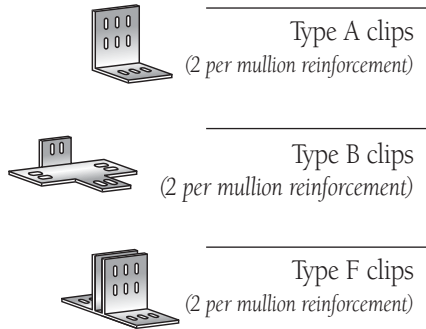 Type A clips
(2 per mullion reinforcement)
Type B clips
(2 per mullion reinforcement)
Type F clips
(2 per mullion reinforcement)